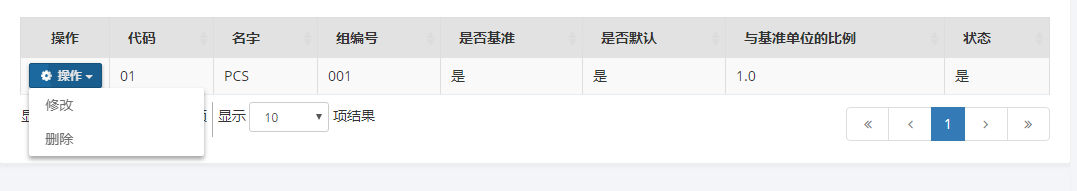 操作 代码 名字 组编号 是否基准 是否默认 与基准单位的比例 状态
操作 01 PCS 001 是 是 1.0 是
显示 10 项结果
« ‹ 1 › »
修改
删除